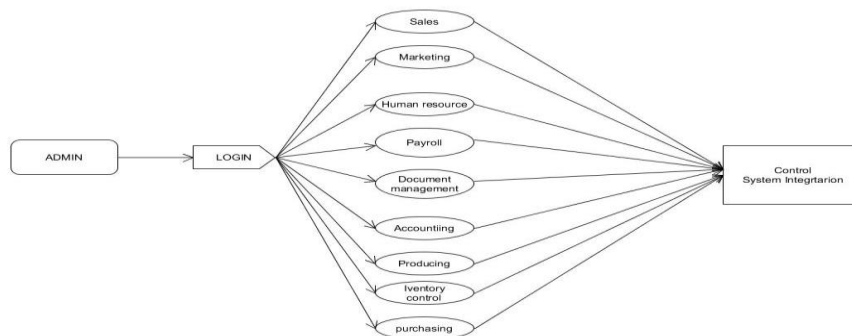 Sales
Marketing
Human resource
Payroll
Document
management
Accountiing
Producing
Iventory
control
purchasing
ADMIN
LOGIN
Control
System Integrtarion